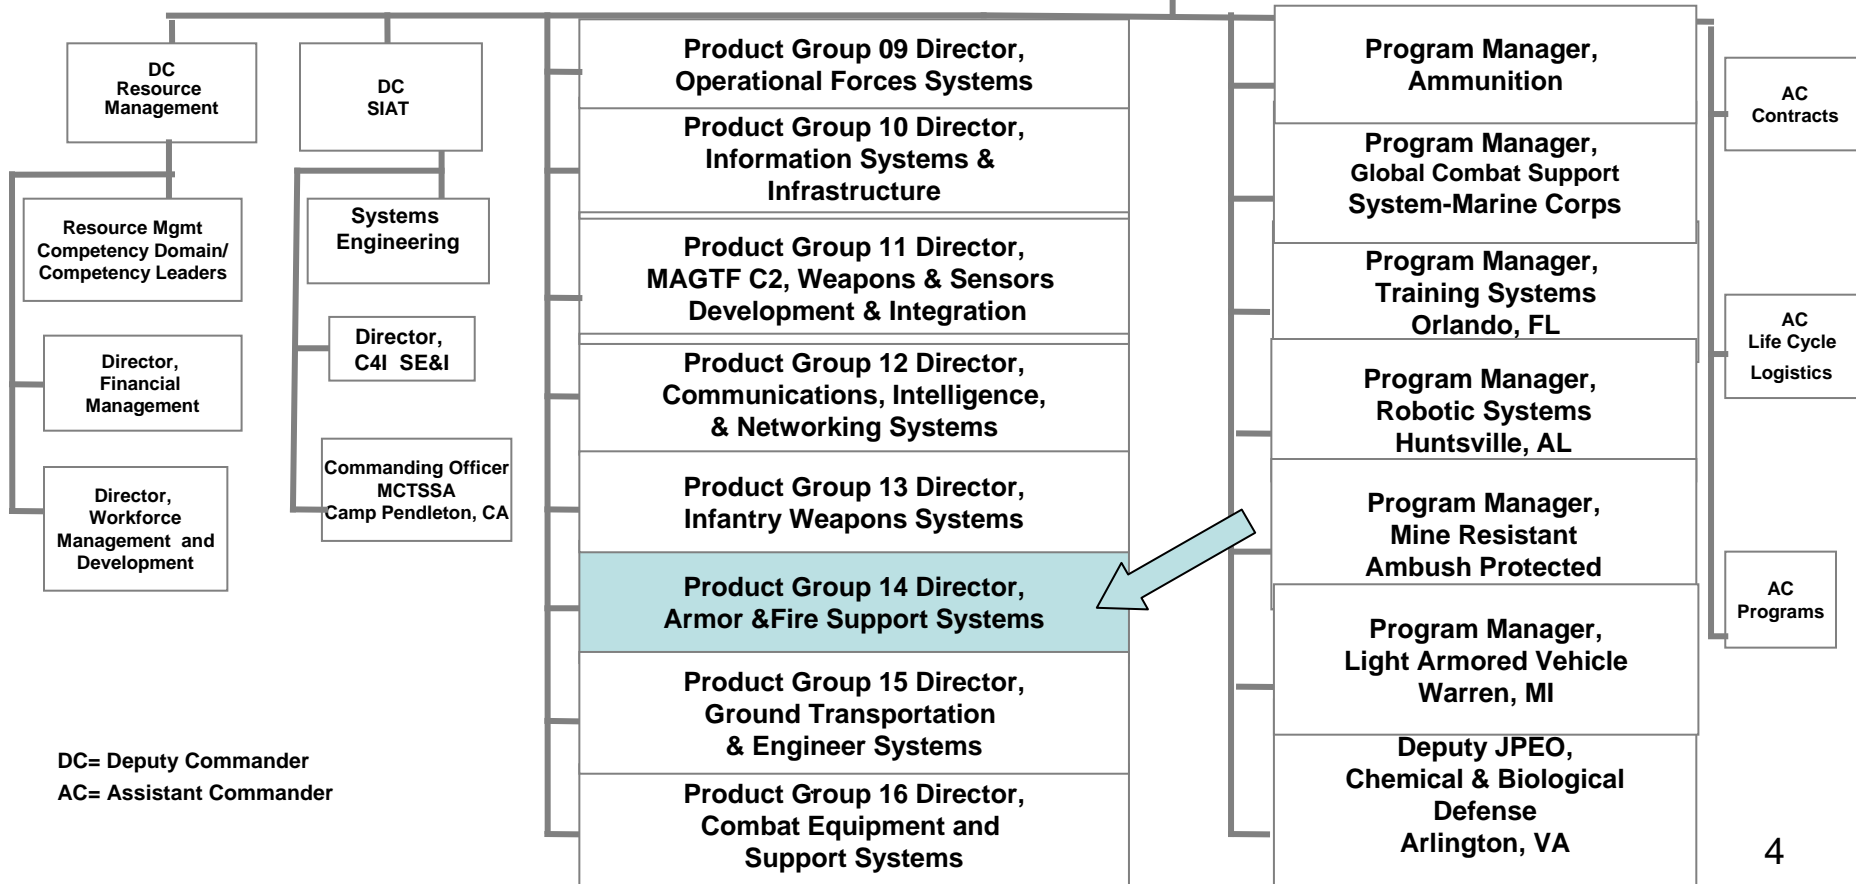 DC
Resource
Management
Resource Mgmt
Competency Domain/
Competency Leaders
Director,
Financial
Management
Director,
Workforce
Management and
Development
DC
SIAT
Systems
Engineering
Director,
C4I SE&I
Commanding Officer
MCTSSA
Camp Pendleton, CA
Product Group 09 Director,
Operational Forces Systems
Product Group 10 Director,
Information Systems &
Infrastructure
Product Group 11 Director,
MAGTF C2, Weapons & Sensors
Development & Integration
Product Group 12 Director,
Communications, Intelligence,
& Networking Systems
Product Group 13 Director,
Infantry Weapons Systems
Product Group 14 Director,
Armor &Fire Support Systems
Product Group 15 Director,
Ground Transportation
& Engineer Systems
Product Group 16 Director,
Combat Equipment and
Support Systems
Program Manager,
Ammunition
Program Manager,
Global Combat Support
System-Marine Corps
Program Manager,
Training Systems
Orlando, FL
Program Manager,
Robotic Systems
Huntsville, AL
Program Manager,
Mine Resistant
Ambush Protected
Program Manager,
Light Armored Vehicle
Warren, MI
Deputy JPEO,
Chemical & Biological
Defense
Arlington, VA
AC
Contracts
AC
Life Cycle
Logistics
AC
Programs
DC= Deputy Commander
AC= Assistant Commander
4